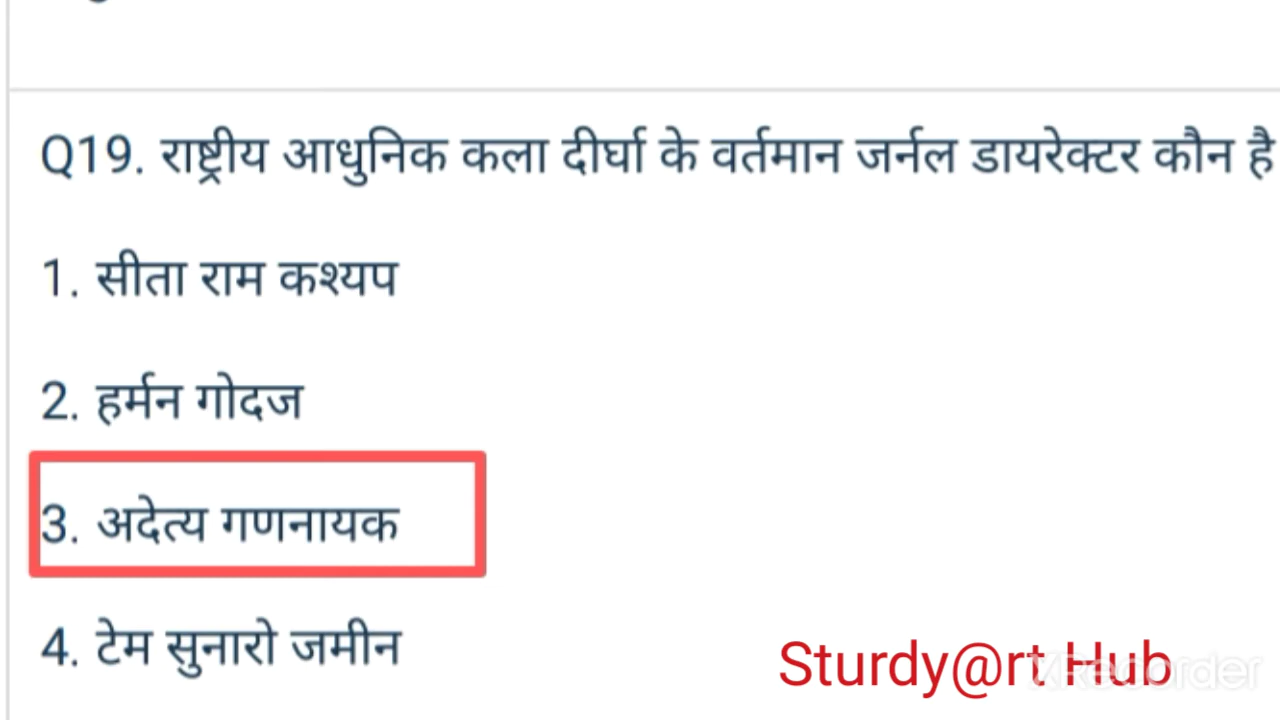 Q19. राष्ट्रीय आधुनिक कला दीर्घा के वर्तमान जर्नल डायरेक्टर कौन है
1. सीता राम कश्यप
2. हर्मन गोदज
3. अदेत्य गणनायक
4. टेम सुनारो जमीन
Sturdy@rt Hub
XRecorder